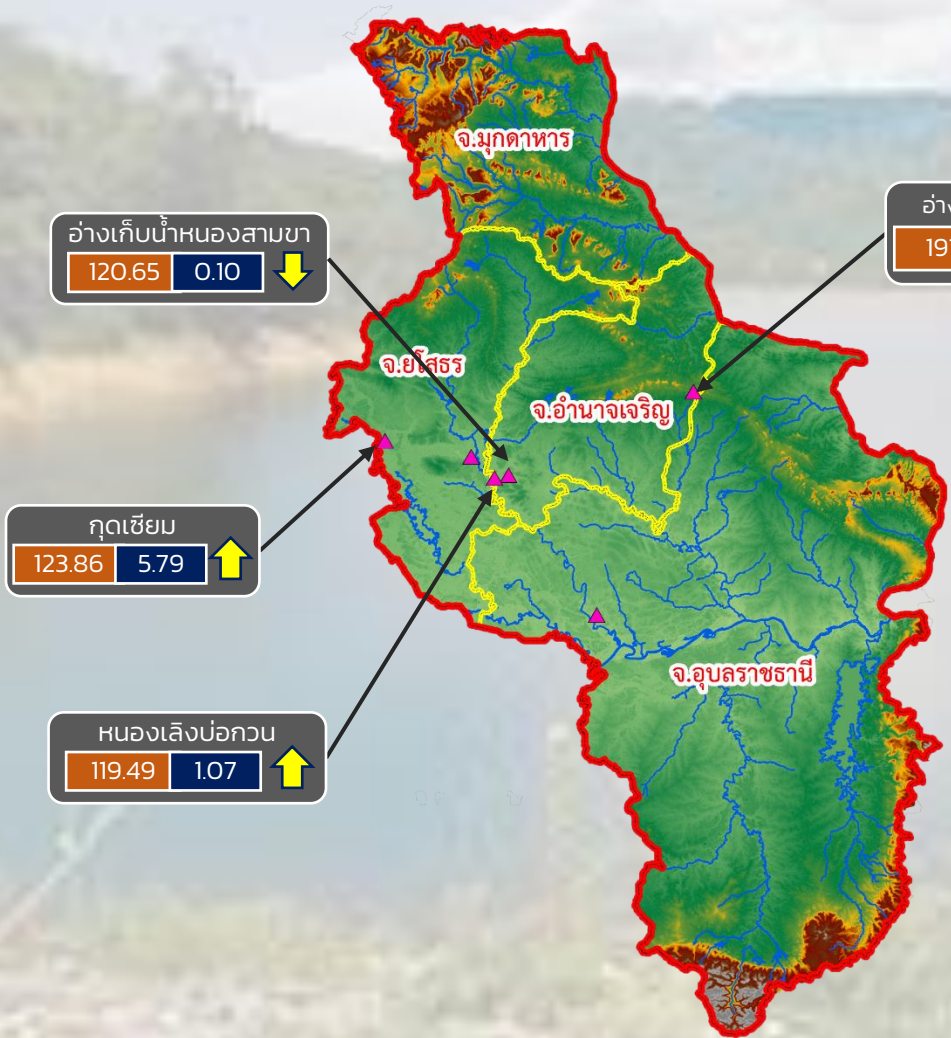 จ.มุกดาหาร
อ่างเก็บน้ำหนองสามขา
120.65 0.10
จ.ยโสธร
จ.อำนาจเจริญ
กุดเซียม
123.86 5.79
จ.อุบลราชธานี
หนองเลิงบ่อกวน
119.49 1.07